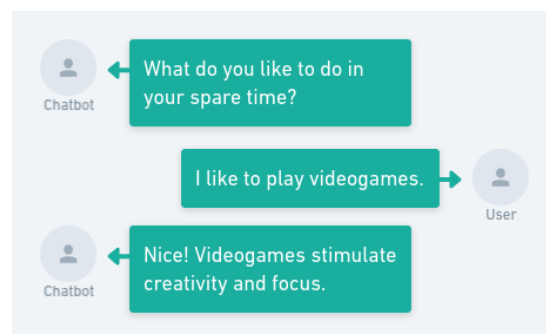 What do you like to do in
your spare time?
Chatbot
I like to play videogames.
User
Nice! Videogames stimulate
creativity and focus.
Chatbot